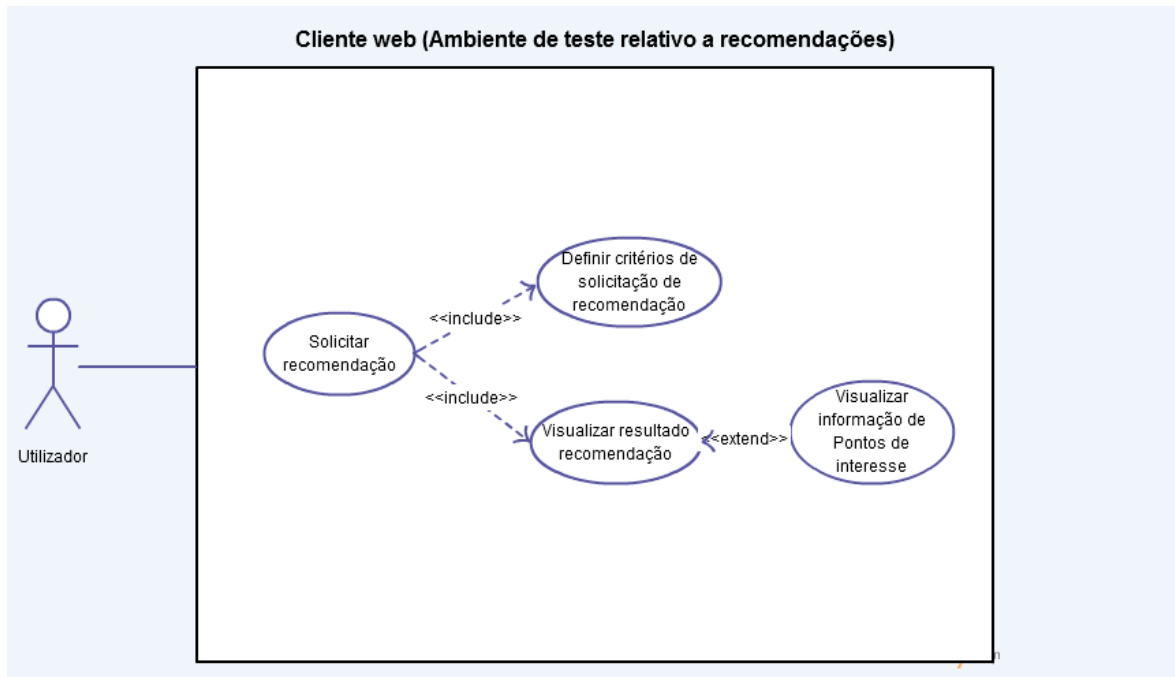 Cliente web (Ambiente de teste relativo a recomendações)
Definir critérios de
solicitação de
recomendação
<<include>>
Solicitar
recomendação
<<include>>
Visualizar resultado
recomendação
<<extend>>
Visualizar
informação de
Pontos de
interesse
Utilizador